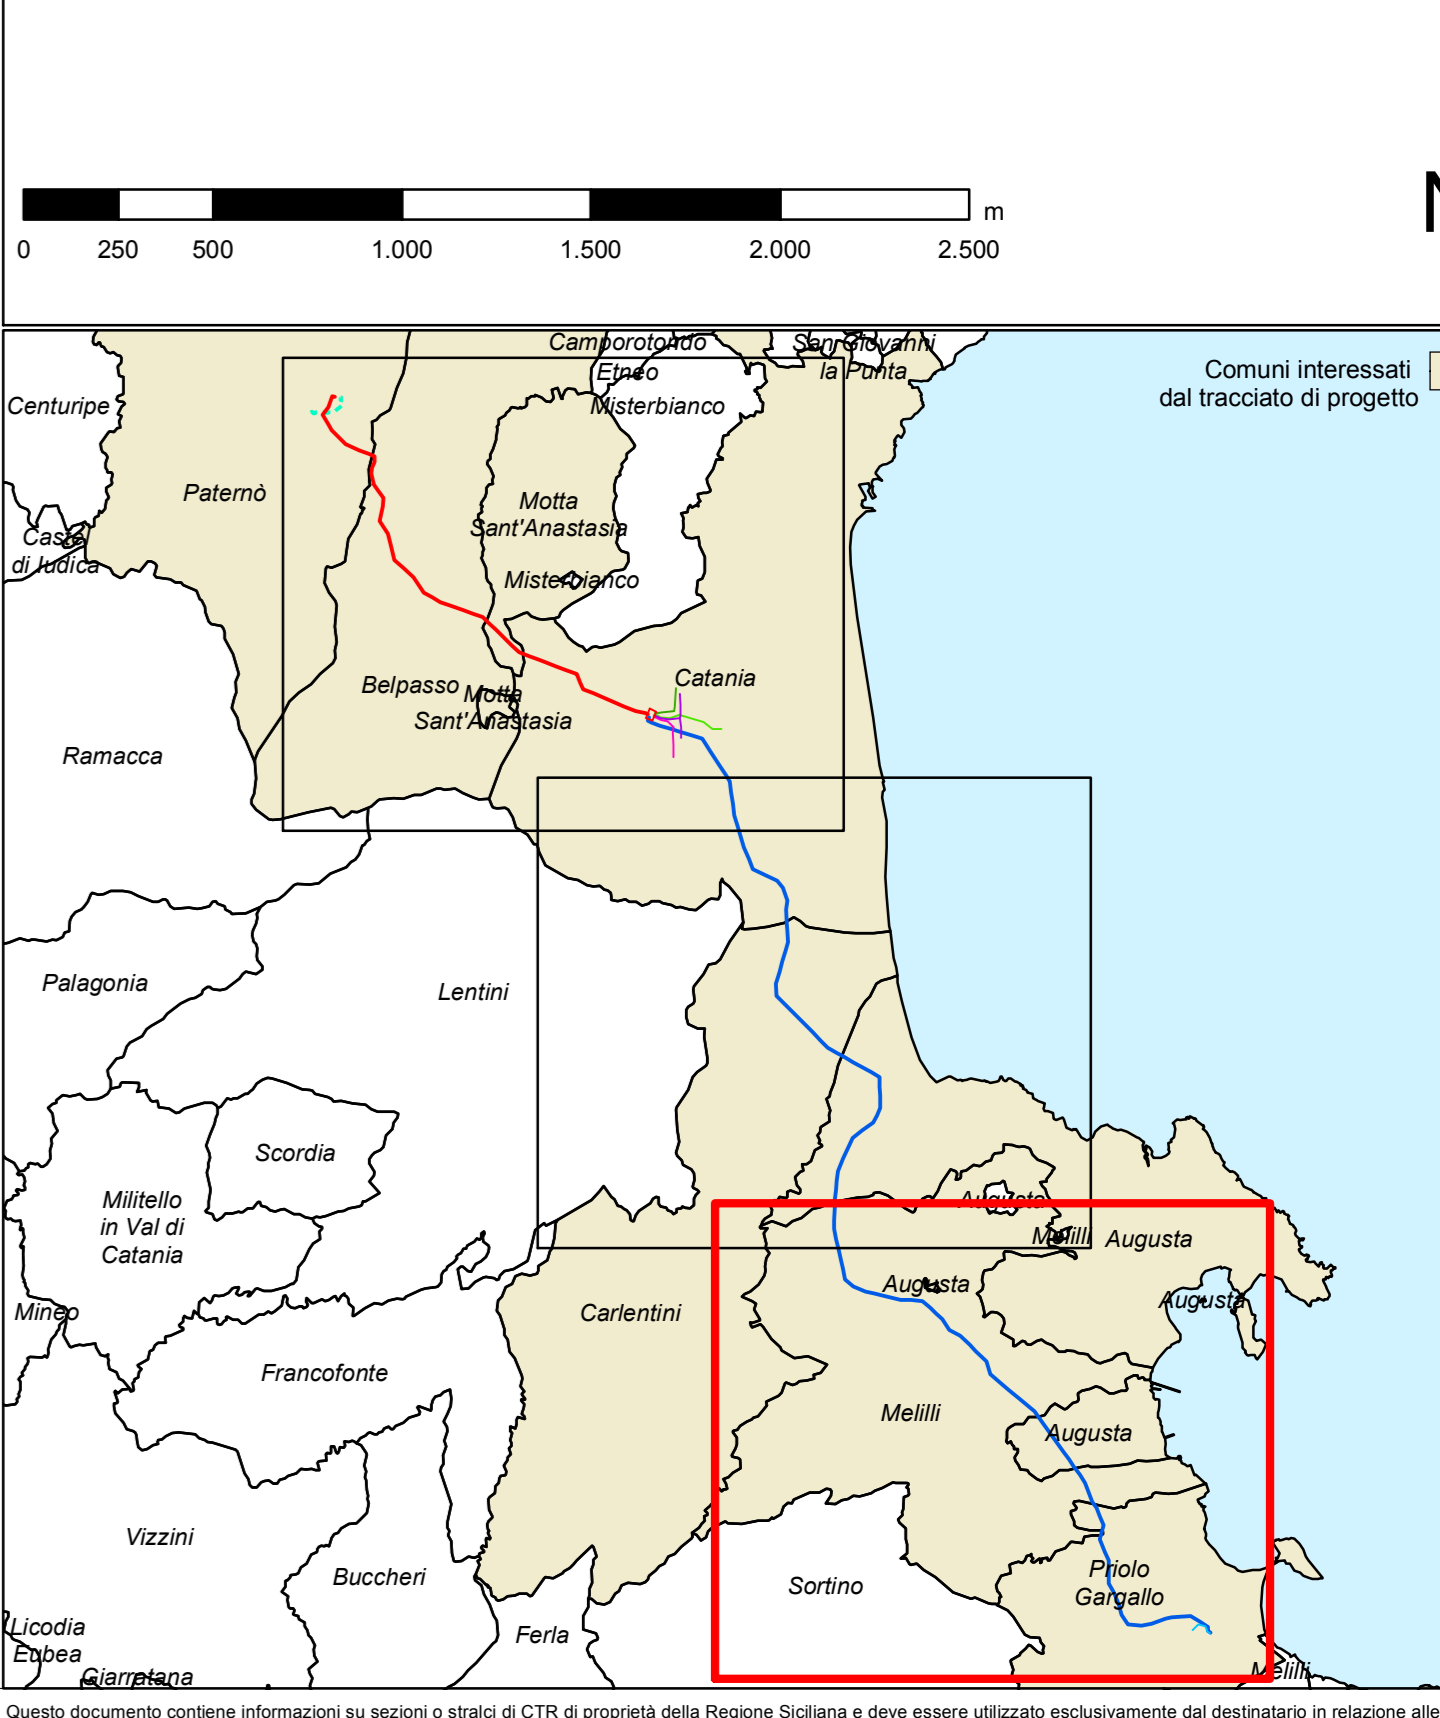 N
m
0 250 500 1.000 1.500 2.000 2.500
Camporotondo
Etneo
San Giovanni
la Punta
Comuni interessati
dal tracciato di progetto
Centuripe
Misterbianco
Paternò
Motta
Sant'Anastasia
Castel
di Iudica
Misterbianco
Catania
Belpasso
Motta
Sant'Anastasia
Ramacca
Palagonia
Lentini
Scordia
Militello
in Val di
Catania
Augusta
Melilli
Augusta
Augusta
Augusta
Mineo
Carlentini
Francofonte
Melilli
Augusta
Vizzini
Buccheri
Sortino
Priolo
Gargallo
Licodia
Eubea
Ferla
Giarratana
Melilli
Questo documento contiene informazioni su sezioni o stralci di CTR di proprietà della Regione Siciliana e deve essere utilizzato esclusivamente dal destinatario in relazione alle